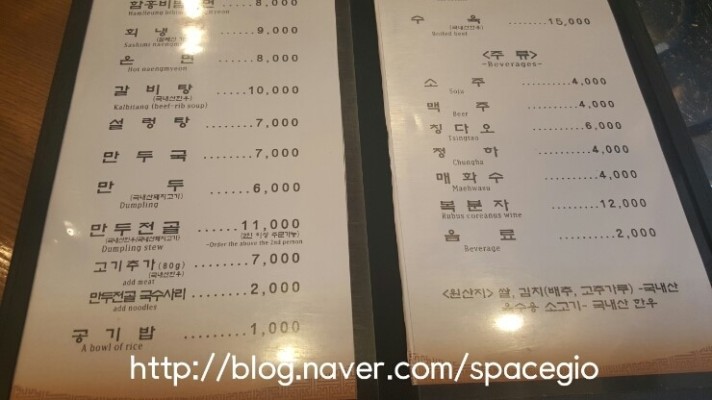 함흥비빔냉면 ........ 8,000
회 냉 면 ........ 9,000
Sashimi naengmyeon
온 면 ........ 8,000
Hot naengmyeon
갈 비 탕 ........ 10,000
(국내산한우)
Kalbitang (beef-rib soup)
설 렁 탕 ........ 7,000
만 두 국 ........ 7,000
만 두 ........ 6,000
(국내산돼지고기)
Dumpling
만 두 전 골 ........ 11,000
(국내산한우)(국내산돼지고기) (2인 이상 주문가능)
Dumpling stew -Order the above the 2nd person
고기추가(80g) ........ 7,000
(국내산한우)
add meat
만두전골 국수사리 ........ 2,000
add noodles
공 기 밥 ........ 1,000
A bowl of rice
수 육 ........ 15,000
(국내산한우)
Boiled beef
<주 류>
-Beverages-
소 주 ........ 4,000
Soju
맥 주 ........ 4,000
Beer
칭 다 오 ........ 6,000
Tsingtao
청 하 ........ 4,000
Chungha
매 화 수 ........ 4,000
Maehwasu
복 분 자 ........ 12,000
Rubus coreanus wine
음 료 ........ 2,000
Beverage
<원산지> 쌀, 김치(배추, 고추가루) -국내산
육수용 소고기- 국내산 한우
http://blog.naver.com/spacegio